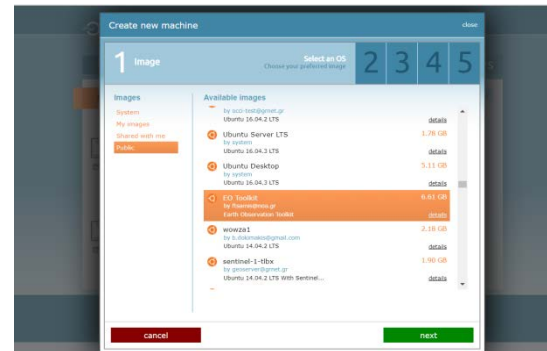 Create new machine
close
1 Image
Select an OS
Choose your preferred image
2 3 4 5
Images
System
My images
Shared with me
Public
Available images
by scci-test@grnet.gr
Ubuntu 16.04.2 LTS
details
Ubuntu Server LTS
1.78 GB
by system
Ubuntu 16.04.3 LTS
details
Ubuntu Desktop
5.11 GB
by system
Ubuntu 16.04.3 LTS
details
EO Toolkit
6.61 GB
Earth Observation Toolkit
details
wowza1
2.18 GB
Ubuntu 14.04.2 LTS
details
sentinel-1-tlbx
1.90 GB
by geoserver@grnet.gr
Ubuntu 14.04.2 LTS With Sentinel...
details
cancel
next